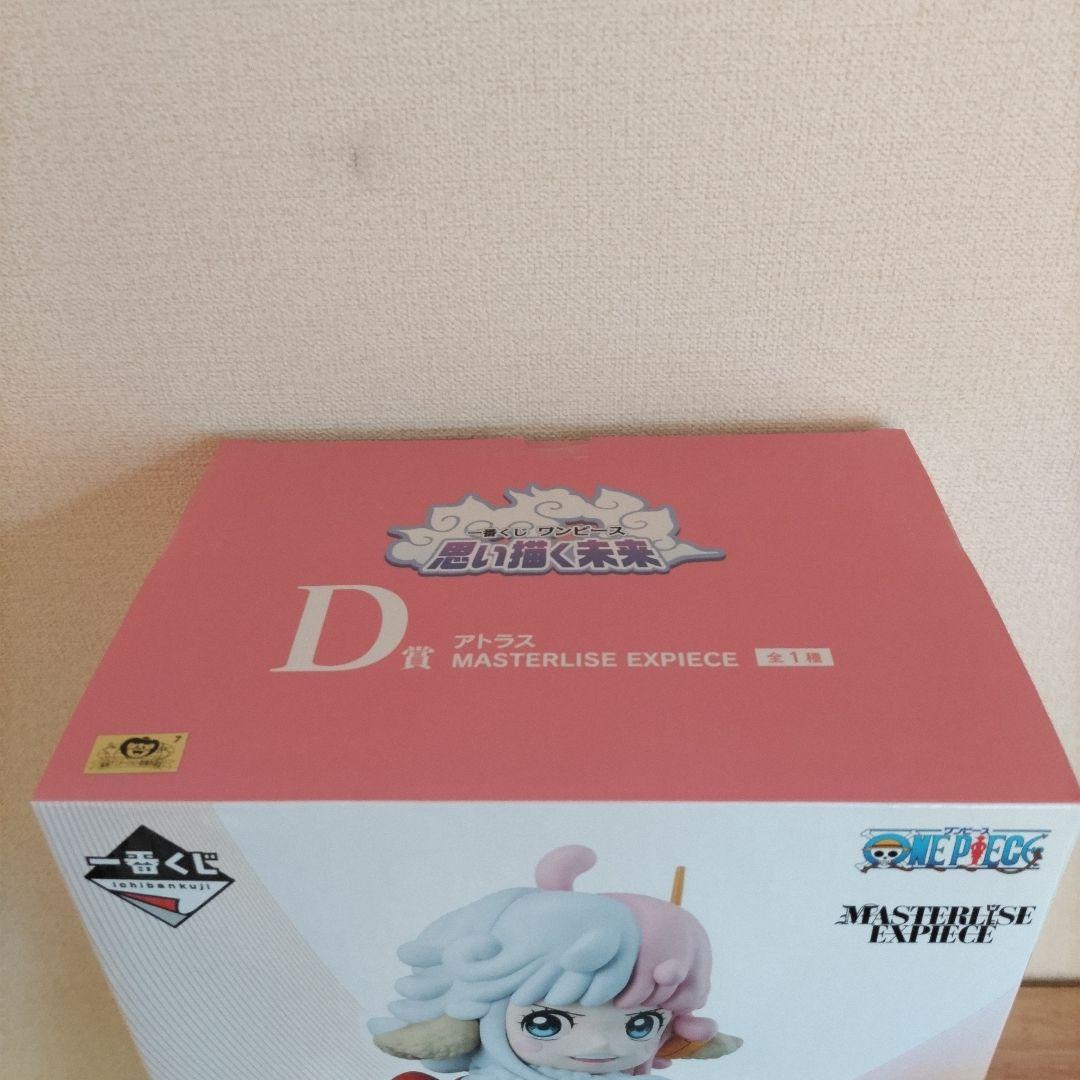 一番くじ ワンピース
思い描く未来
D賞
アトラス
MASTERLISE EXPIECE 全1種
7
一番くじ
ichibankuji
ワンピース
ONE PIECE
MASTERLISE
EXPIECE